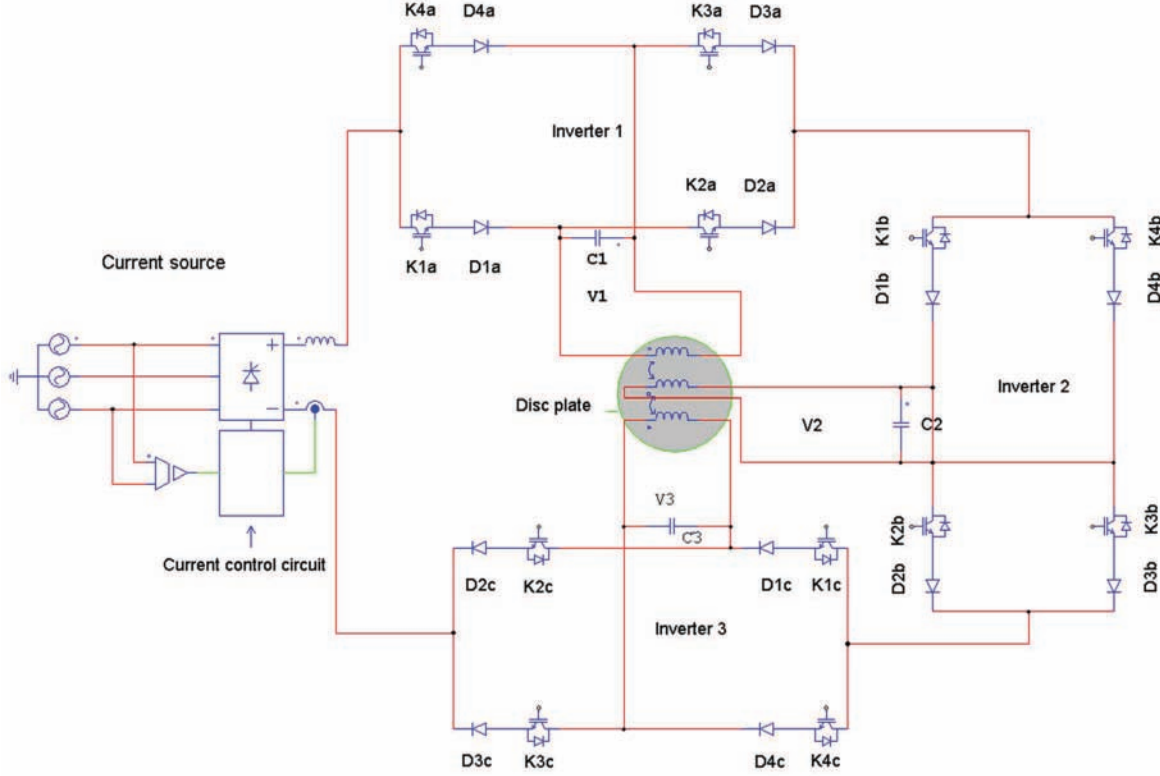 K4a D4a K3a D3a
Inverter 1
K2a D2a
K1a D1a
C1
V1
Current source
K1b K4b
D1b D4b
Inverter 2
Disc plate
V2 C2
V3
C3
K2b K3b
D2b D3b
Current control circuit
D2c K2c D1c K1c
Inverter 3
D3c K3c D4c K4c